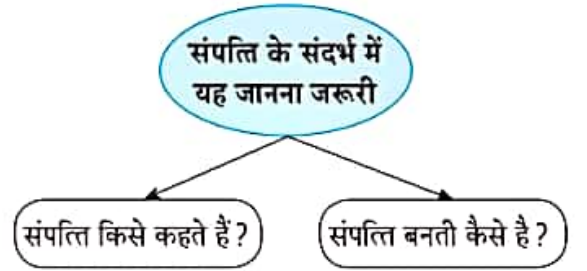 संपत्ति के संदर्भ में
यह जानना जरूरी
संपत्ति किसे कहते हैं ?
संपत्ति बनती कैसे है ?